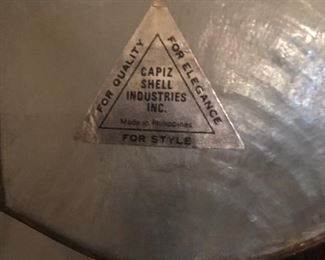 FOR QUALITY
FOR ELEGANCE
CAPIZ
SHELL
INDUSTRIES
INC.
Made in Philippines
FOR STYLE